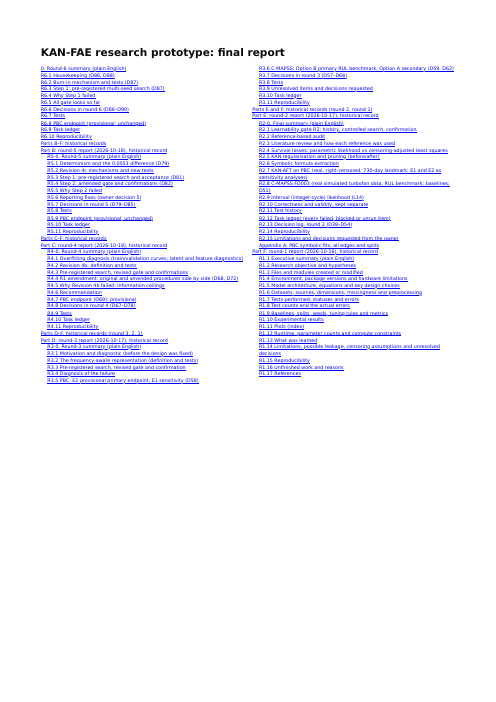 KAN-FAE research prototype: final report
0. Round-6 summary (plain English)
R6.1 Housekeeping (D86, D88)
R6.2 Burn-in mechanism and tests (D87)
R6.3 Step 1: pre-registered multi-seed search (D87)
R6.4 Why Step 1 failed
R6.5 All gate looks so far
R6.6 Decisions in round 6 (D86–D90)
R6.7 Tests
R6.8 PBC endpoint (provisional; unchanged)
R6.9 Task ledger
R6.10 Reproducibility
Parts B–F: historical records
Part B: round-5 report (2026-10-18), historical record
R5-0. Round-5 summary (plain English)
R5.1 Determinism and the 0.0053 difference (D79)
R5.2 Revision 4c: mechanisms and new tests
R5.3 Step 1: pre-registered search and acceptance (D81)
R5.4 Step 2: amended gate and confirmations (D82)
R5.5 Why Step 2 failed
R5.6 Reporting fixes (owner decision 5)
R5.7 Decisions in round 5 (D79–D85)
R5.8 Tests
R5.9 PBC endpoint (provisional; unchanged)
R5.10 Task ledger
R5.11 Reproducibility
Parts C–F: historical records
Part C: round-4 report (2026-10-18), historical record
R4-0. Round-4 summary (plain English)
R4.1 Overfitting diagnosis (train/validation curves; latent and feature diagnostics)
R4.2 Revision 4b: definition and tests
R4.3 Pre-registered search, revised gate and confirmations
R4.4 R1 amendment: original and amended procedures side by side (D68, D72)
R4.5 Why Revision 4b failed: information ceilings
R4.6 Recommendation
R4.7 PBC endpoint (D69): provisional
R4.8 Decisions in round 4 (D67–D78)
R4.9 Tests
R4.10 Task ledger
R4.11 Reproducibility
Parts D–F: historical records (rounds 3, 2, 1)
Part D: round-3 report (2026-10-17), historical record
R3-0. Round-3 summary (plain English)
R3.1 Motivation and diagnostic (before the design was fixed)
R3.2 The frequency-aware representation (definition and tests)
R3.3 Pre-registered search, revised gate and confirmation
R3.4 Diagnosis of the failure
R3.5 PBC: E2 provisional primary endpoint, E1 sensitivity (D58)
R3.6 C-MAPSS: Option B primary RUL benchmark, Option A secondary (D59, D62)
R3.7 Decisions in round 3 (D57–D66)
R3.8 Tests
R3.9 Unresolved items and decisions requested
R3.10 Task ledger
R3.11 Reproducibility
Parts E and F: historical records (round 2, round 1)
Part E: round-2 report (2026-10-17), historical record
R2-0. Final summary (plain English)
R2.1 Learnability gate R2: history, controlled search, confirmation
R2.2 Reference-based audit
R2.3 Literature review and how each reference was used
R2.4 Survival losses: parametric likelihood vs censoring-adjusted least squares
R2.5 KAN regularisation and pruning (before/after)
R2.6 Symbolic formula extraction
R2.7 KAN-AFT on PBC (real, right-censored; 730-day landmark; E1 and E2 as
sensitivity analyses)
R2.8 C-MAPSS FD001 (real simulated turbofan data; RUL benchmark; baselines;
D51)
R2.9 Interval (integer-cycle) likelihood (L14)
R2.10 Correctness and validity, kept separate
R2.11 Test history
R2.12 Task ledger (every failed, blocked or unrun item)
R2.13 Decision log, round 2 (D38–D54)
R2.14 Reproducibility
R2.15 Limitations and decisions requested from the owner
Appendix A: PBC symbolic fits, all edges and splits
Part F: round-1 report (2026-10-16), historical record
R1.1 Executive summary (plain English)
R1.2 Research objective and hypotheses
R1.3 Files and modules created or modified
R1.4 Environment, package versions and hardware limitations
R1.5 Model architecture, equations and key design choices
R1.6 Datasets, sources, dimensions, missingness and preprocessing
R1.7 Tests performed, statuses and errors
R1.8 Test counts and the actual errors
R1.9 Baselines, splits, seeds, tuning rules and metrics
R1.10 Experimental results
R1.11 Plots (index)
R1.12 Runtime, parameter counts and compute constraints
R1.13 What was learned
R1.14 Limitations, possible leakage, censoring assumptions and unresolved
decisions
R1.15 Reproducibility
R1.16 Unfinished work and reasons
R1.17 References